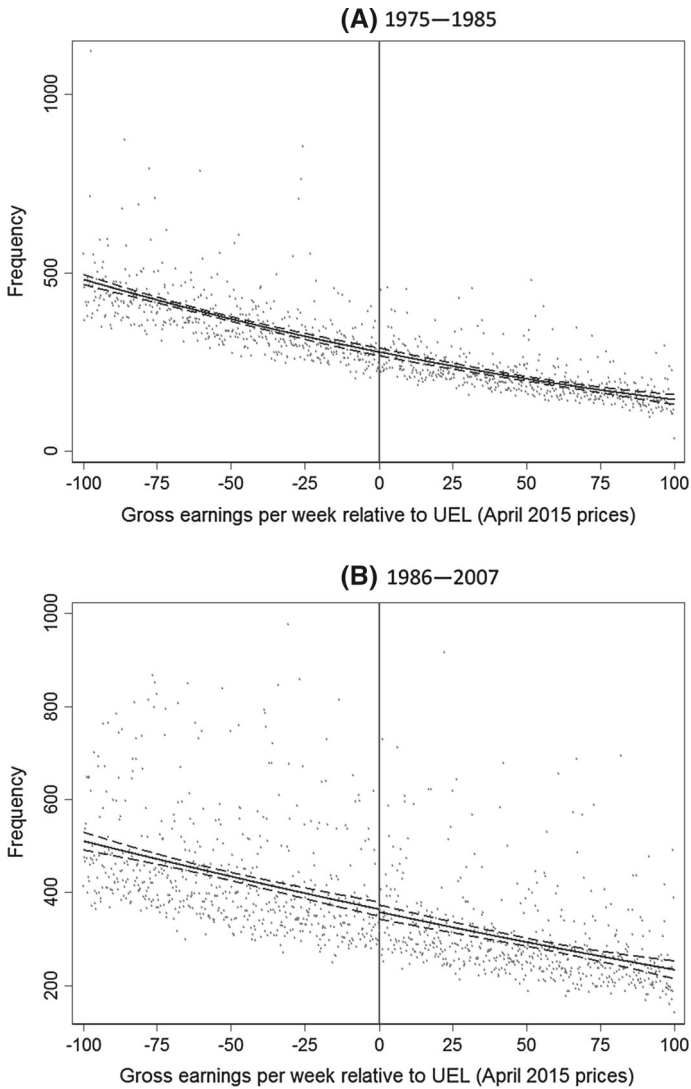 (A) 1975—1985
1000
500
0
Frequency
-100 -75 -50 -25 0 25 50 75 100
Gross earnings per week relative to UEL (April 2015 prices)
(B) 1986—2007
1000
800
600
400
200
Frequency
-100 -75 -50 -25 0 25 50 75 100
Gross earnings per week relative to UEL (April 2015 prices)